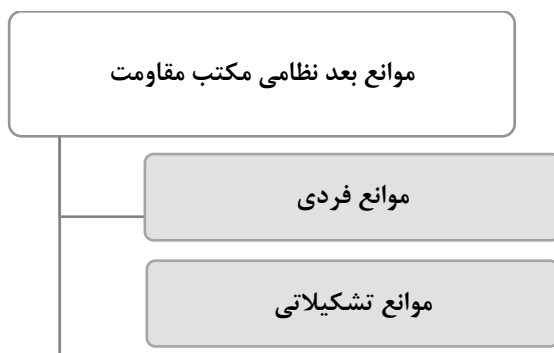 موانع بعد نظامی مکتب مقاومت
موانع فردی
موانع تشکیلاتی